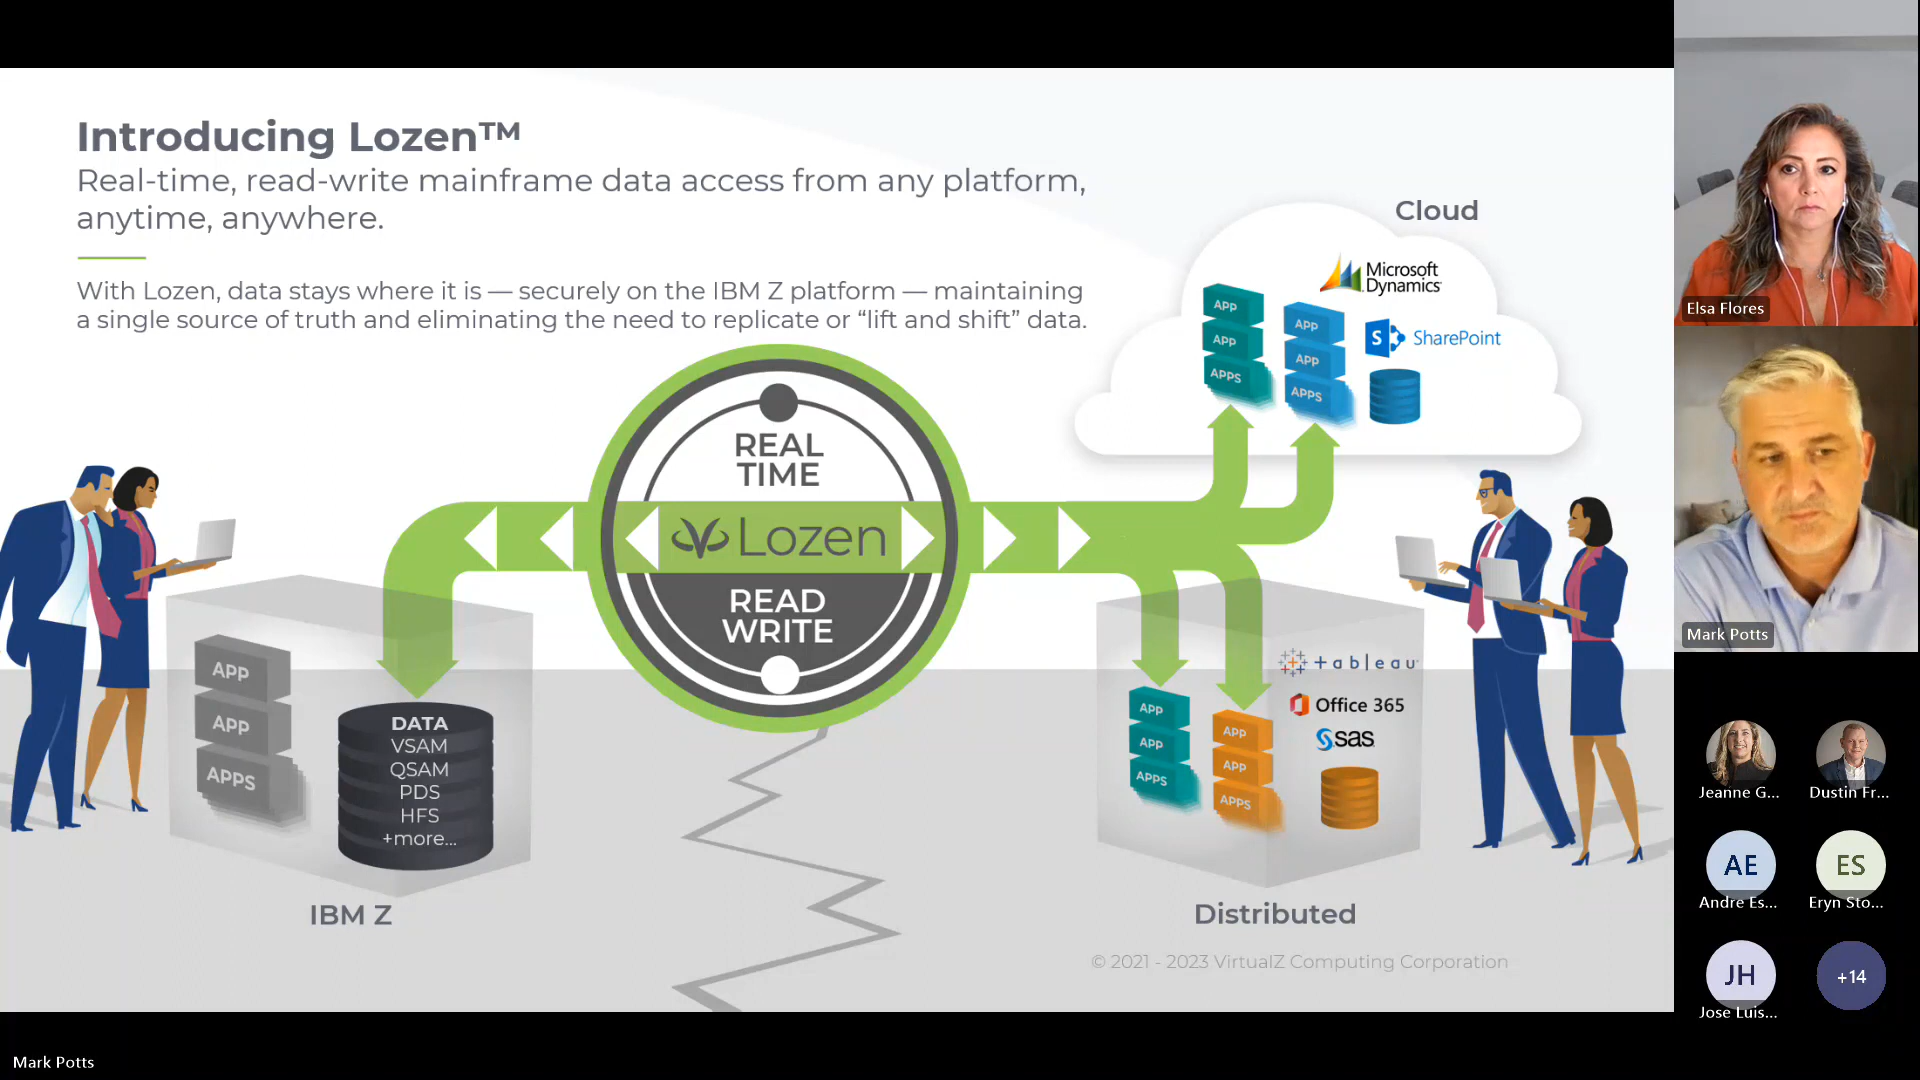 Introducing Lozen™
Real-time, read-write mainframe data access from any platform,
anytime, anywhere.
With Lozen, data stays where it is — securely on the IBM Z platform — maintaining
a single source of truth and eliminating the need to replicate or “lift and shift” data.
Cloud
Microsoft
Dynamics
SharePoint
S
APP
APP
APPS
APP
APP
APPS
REAL
TIME
Lozen
READ
WRITE
APP
APP
APPS
DATA
VSAM
QSAM
PDS
HFS
+more...
IBM Z
APP
APP
APPS
APP
APP
APPS
tableau
Office 365
sas
Distributed
© 2021 - 2023 VirtualZ Computing Corporation
Elsa Flores
Mark Potts
Jeanne G...
Dustin Fr...
AE
Andre Es...
ES
Eryn Sto...
JH
Jose Luis...
+14
Mark Potts